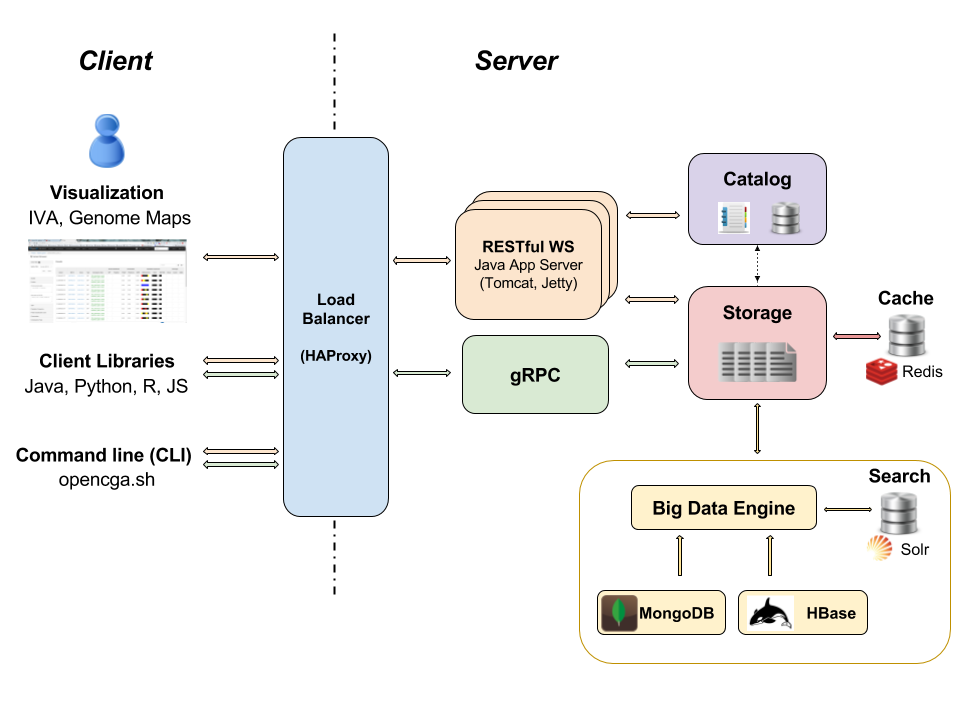 Client
Server
Visualization
IVA, Genome Maps
Client Libraries
Java, Python, R, JS
Command line (CLI)
opencga.sh
Load
Balancer
(HAProxy)
RESTful WS
Java App Server
(Tomcat, Jetty)
gRPC
Catalog
Storage
Cache
Redis
Search
Big Data Engine
Solr
MongoDB
HBase